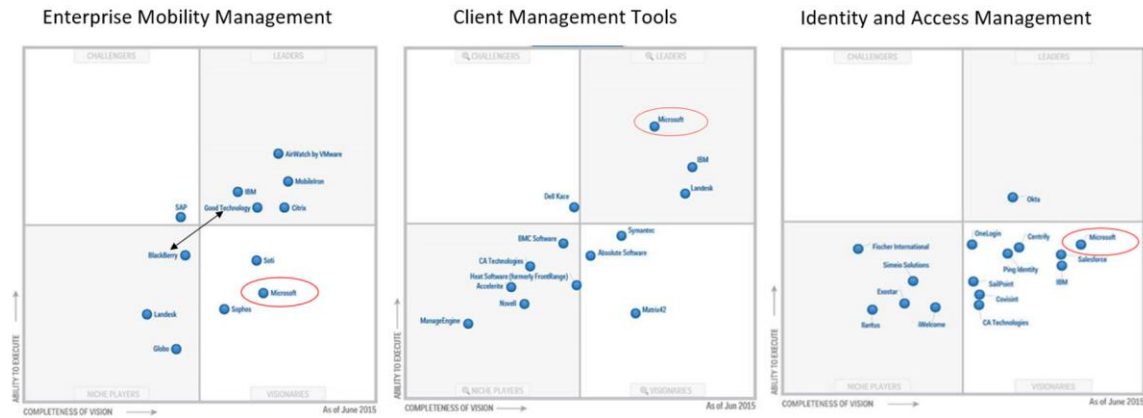 Enterprise Mobility Management
CHALLENGERS
LEADERS
AirWatch by VMware
MobileIron
IBM
SAP
Good Technology
Citrix
BlackBerry
Soti
Microsoft
Landesk
Sophos
Globo
ABILITY TO EXECUTE
NICHE PLAYERS
VISIONARIES
COMPLETENESS OF VISION
As of June 2015
Client Management Tools
CHALLENGERS
LEADERS
Microsoft
IBM
Landesk
Dell Kace
Symantec
BMC Software
Absolute Software
CA Technologies
Heat Software (formerly FrontRange)
Accelerite
Novell
Matrix42
ManageEngine
ABILITY TO EXECUTE
NICHE PLAYERS
VISIONARIES
COMPLETENESS OF VISION
As of Jun 2015
Identity and Access Management
CHALLENGERS
LEADERS
Okta
OneLogin
Centrify
Microsoft
Fischer International
Salesforce
Simeio Solutions
Ping Identity
SailPoint
IBM
Exostar
Covisint
Ilantus
iWelcome
CA Technologies
ABILITY TO EXECUTE
NICHE PLAYERS
VISIONARIES
COMPLETENESS OF VISION
As of June 2015